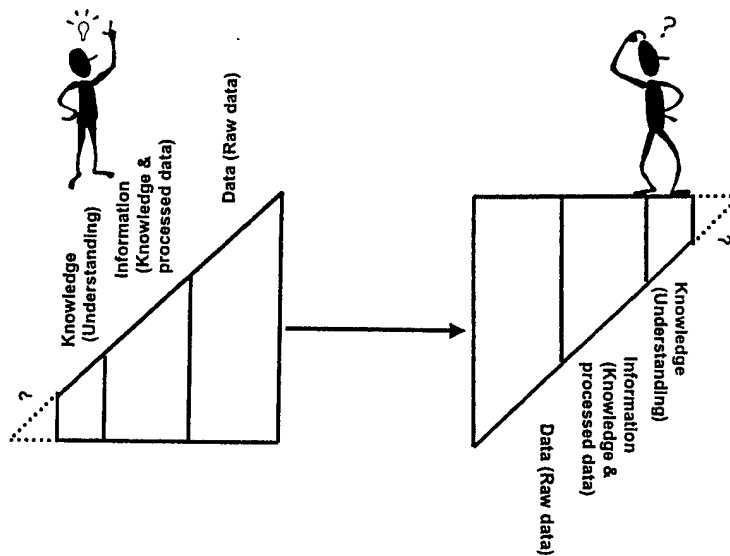 ?
Knowledge
(Understanding)
Information
(Knowledge &
processed data)
Data (Raw data)
?
?
Knowledge
(Understanding)
Information
(Knowledge &
processed data)
Data (Raw data)